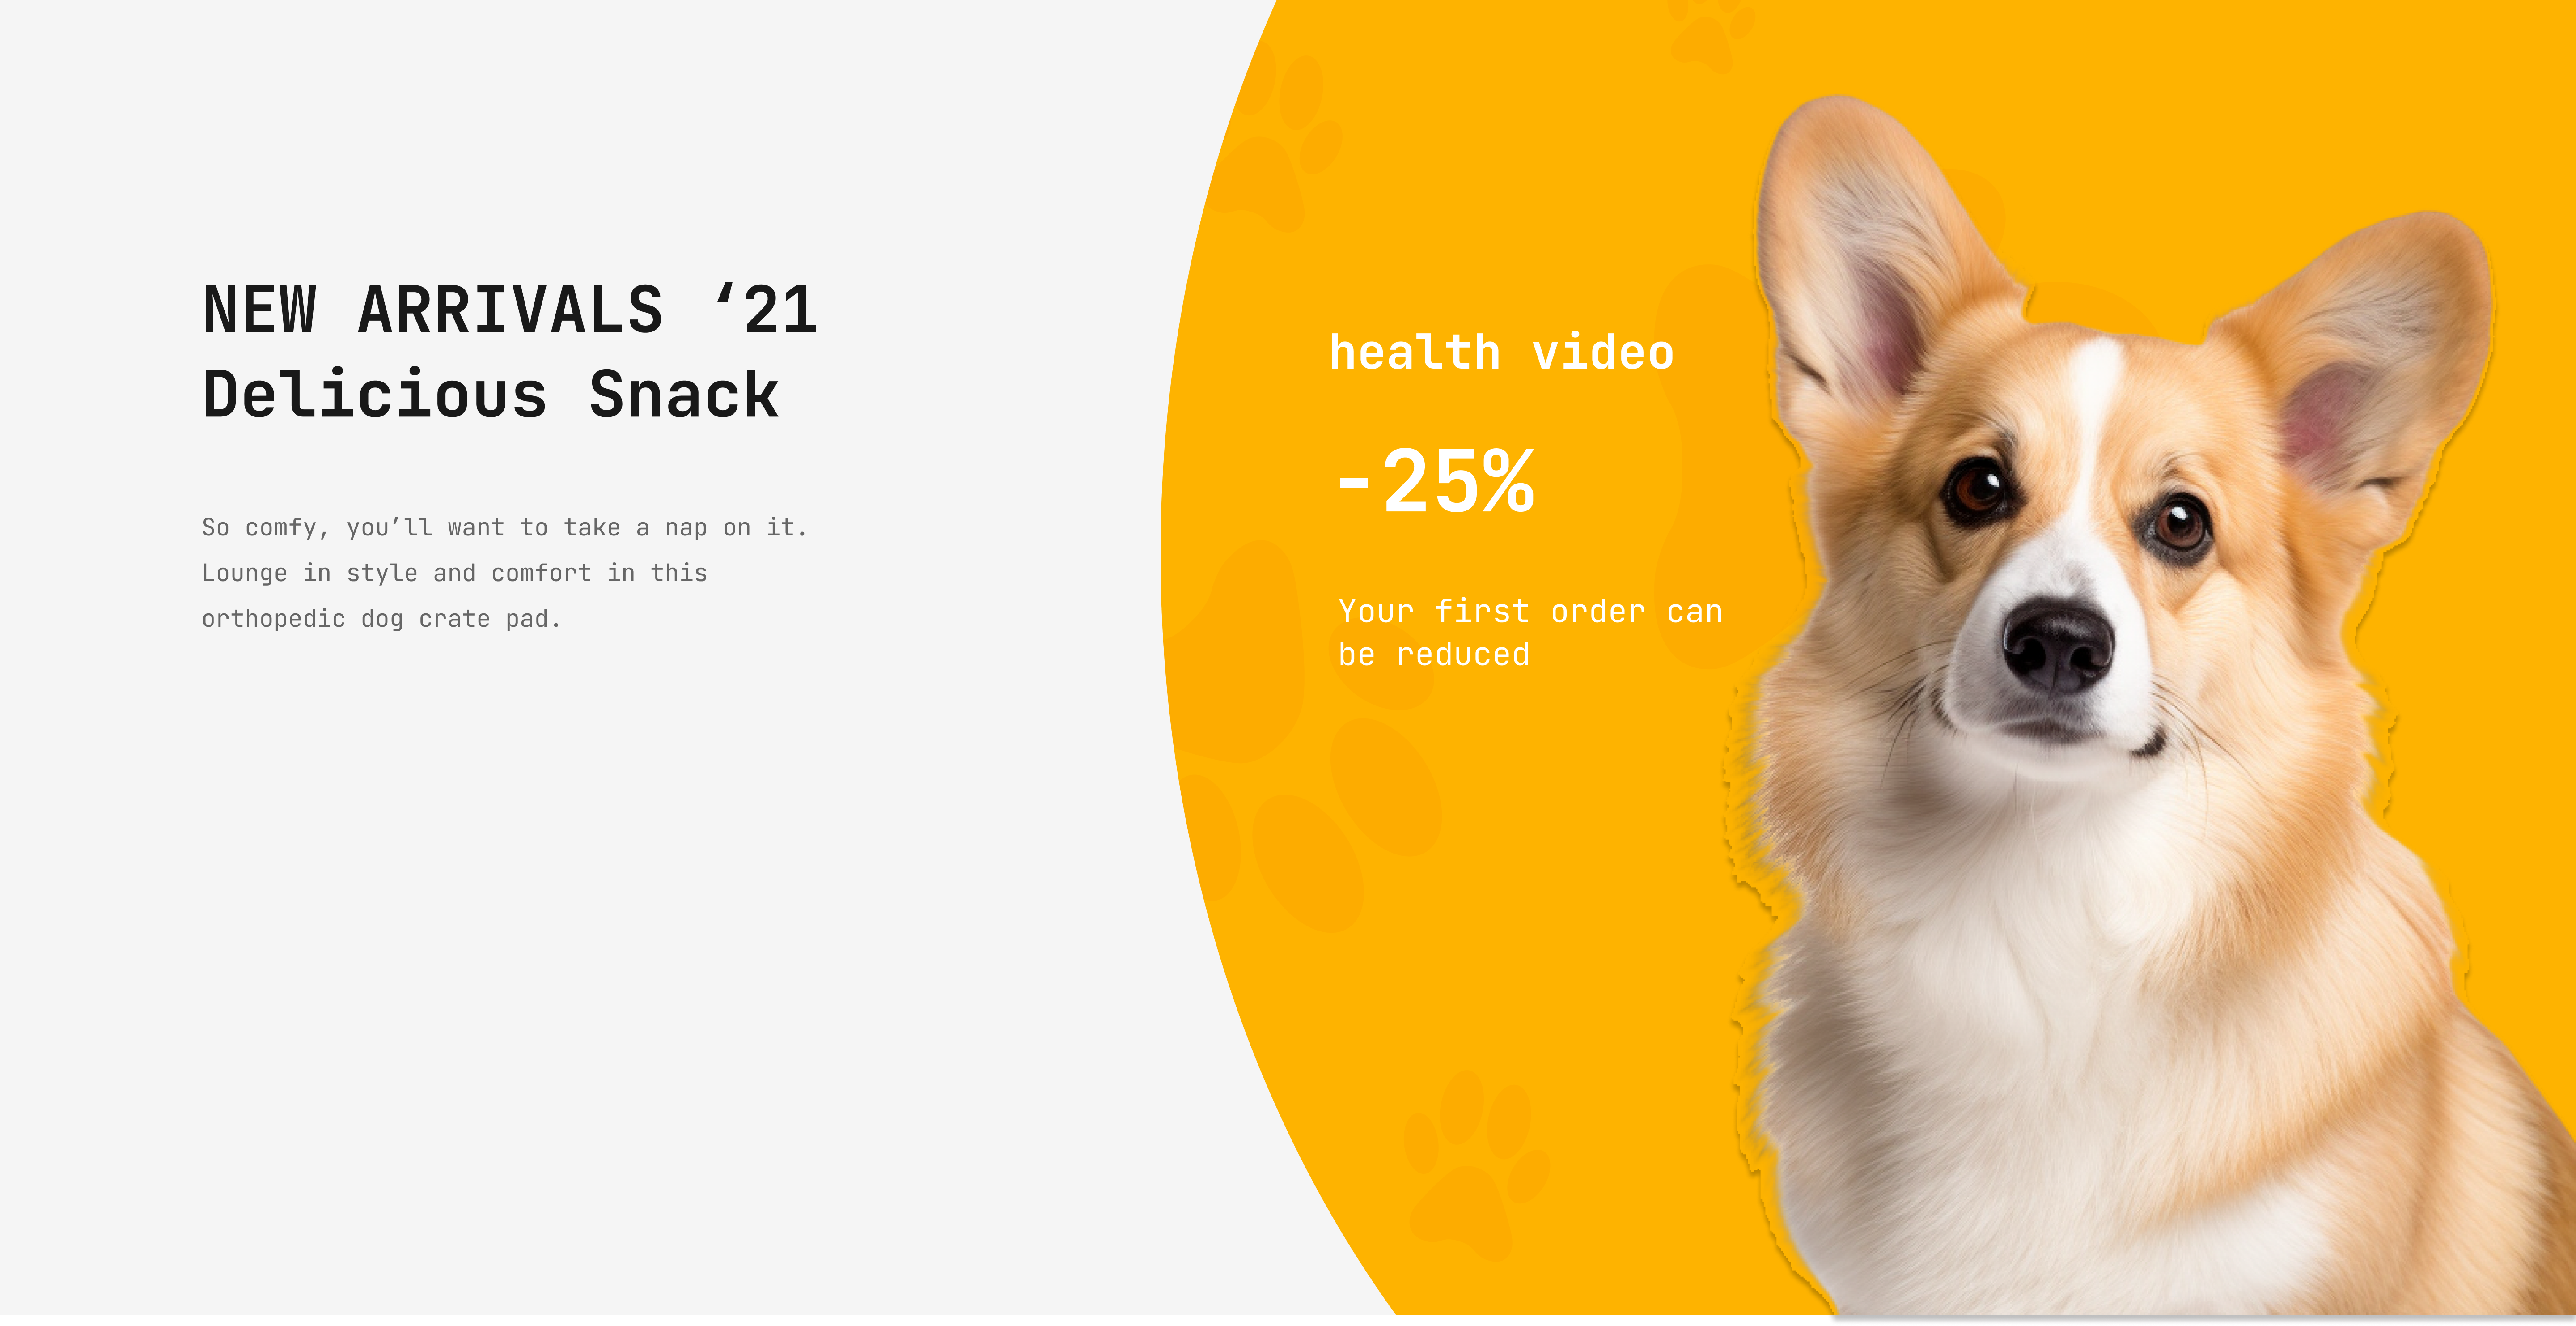 NEW ARRIVALS ‘21
Delicious Snack
So comfy, you’ll want to take a nap on it.
Lounge in style and comfort in this
orthopedic dog crate pad.
health video
-25%
Your first order can
be reduced